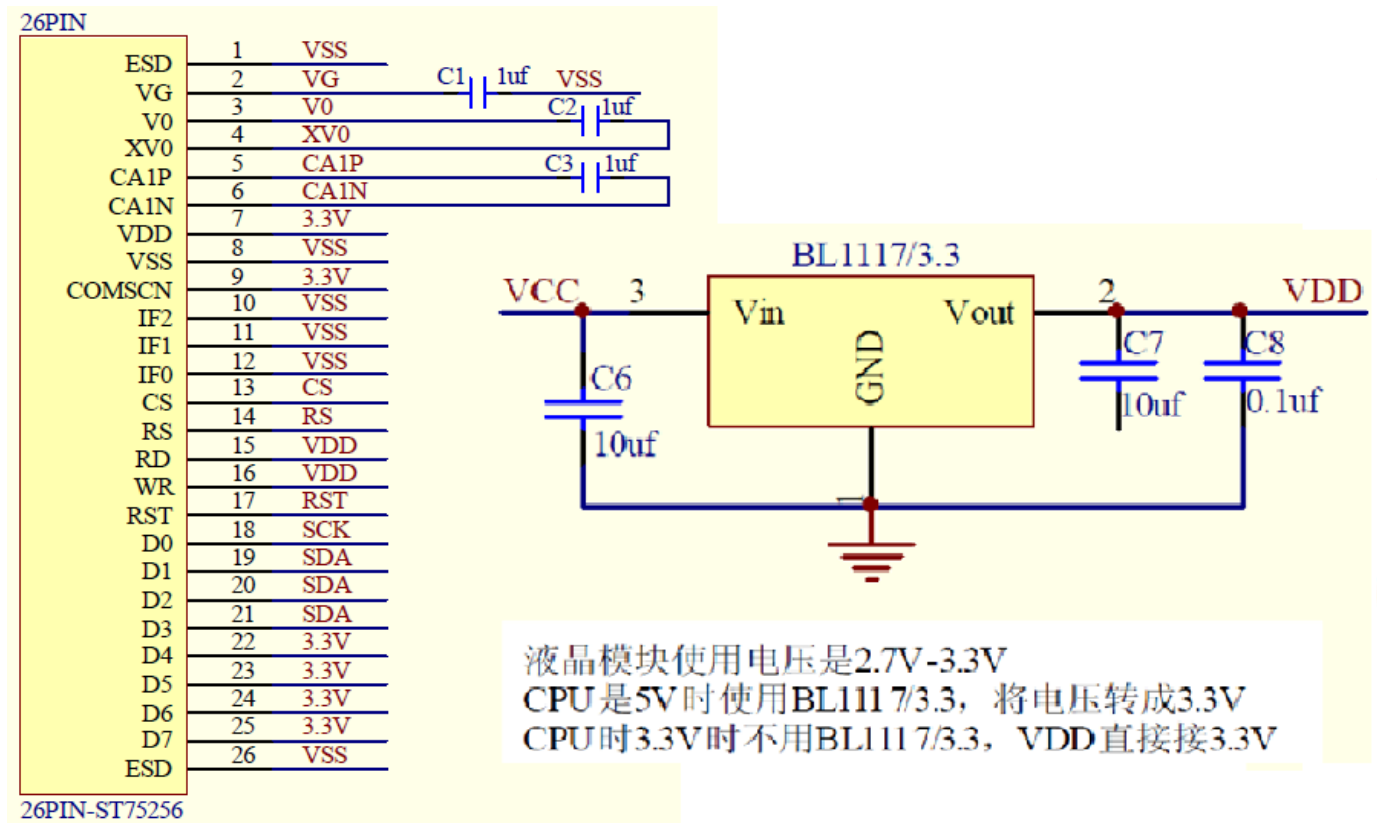 26PIN
ESD 1 VSS
VG 2 VG C1 1uf VSS
V0 3 V0 C2 1uf
XV0 4 XV0
CA1P 5 CA1P C3 1uf
CA1N 6 CA1N
VDD 7 3.3V
VSS 8 VSS
COMSCN 9 3.3V
IF2 10 VSS
IF1 11 VSS
IF0 12 VSS
CS 13 CS
RS 14 RS
RD 15 VDD
WR 16 VDD
RST 17 RST
D0 18 SCK
D1 19 SDA
D2 20 SDA
D3 21 SDA
D4 22 3.3V
D5 23 3.3V
D6 24 3.3V
D7 25 3.3V
ESD 26 VSS
26PIN-ST75256
BL1117/3.3
VCC 3 Vin Vout 2 VDD
GND
C6
10uf
C7
10uf
C8
0.1uf
1
液晶模块使用电压是2.7V-3.3V
CPU是5V时使用BL1117/3.3，将电压转成3.3V
CPU时3.3V时不用BL1117/3.3，VDD直接接3.3V